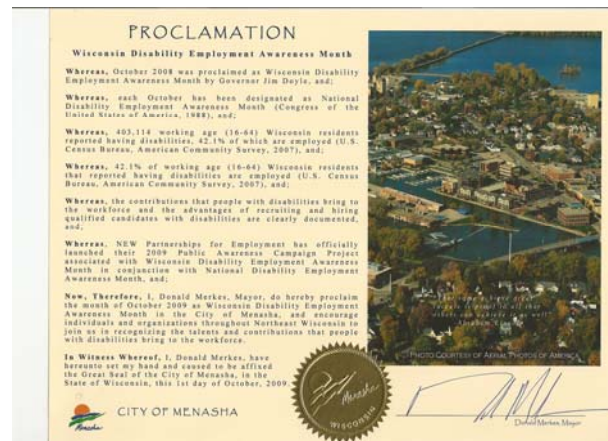 PROCLAMATION
Wisconsin Disability Employment Awareness Month
Whereas, October 2008 was proclaimed as Wisconsin Disability
Employment Awareness Month by Governor Jim Doyle, and;
Whereas, each October has been designated as National
Disability Employment Awareness Month (Congress of the
United States of America, 1988), and;
Whereas, 403,114 working age (16-64) Wisconsin residents
reported having disabilities, 42.1% of which are employed (U.S.
Census Bureau, American Community Survey, 2007), and;
Whereas, 42.1% of working age (16-64) Wisconsin residents
that reported having disabilities are employed (U.S. Census
Bureau, American Community Survey, 2007), and;
Whereas, the contributions that people with disabilities bring to
the workforce and the advantages of recruiting and hiring
qualified candidates with disabilities are clearly documented,
and,
Whereas, NEW Partnerships for Employment has officially
launched their 2009 Public Awareness Campaign Project
associated with Wisconsin Disability Employment Awareness
Month in conjunction with National Disability Employment
Awareness Month, and;
Now, Therefore, I, Donald Merkes, Mayor, do hereby proclaim
the month of October 2009 as Wisconsin Disability Employment
Awareness Month in the City of Menasha, and encourage
individuals and organizations throughout Northeast Wisconsin to
join us in recognizing the talents and contributions that people
with disabilities bring to the workforce.
In Witness Whereof, I, Donald Merkes, have
hereunto set my hand and caused to be affixed
the Great Seal of the City of Menasha, in the
State of Wisconsin, this 1st day of October, 2009.
Menasha
CITY OF MENASHA
Menasha
WISCONSIN
PHOTO COURTESY OF AERIAL PHOTOS OF AMERICA
Donald Merkes, Mayor